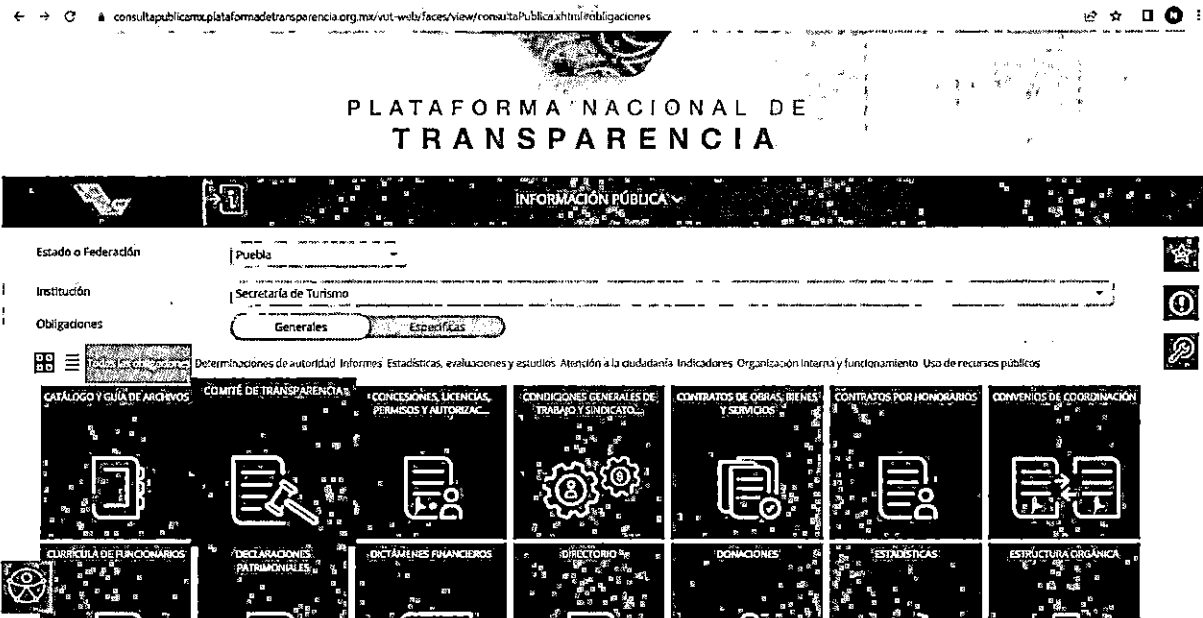 consultapublicamx.plataformadetransparencia.org.mx/vut-web/faces/view/consultaPublica.xhtml#obligaciones
PLATAFORMA NACIONAL DE
TRANSPARENCIA
INFORMACIÓN PÚBLICA
Estado o Federación
Puebla
Institución
Secretaría de Turismo
Obligaciones
Generales
Específicas
Todas las obligaciones Determinaciones de autoridad Informes Estadísticas, evaluaciones y estudios Atención a la ciudadanía Indicadores Organización interna y funcionamiento Uso de recursos públicos
CATÁLOGO Y GUÍA DE ARCHIVOS
COMITÉ DE TRANSPARENCIA
CONCESIONES, LICENCIAS,
PERMISOS Y AUTORIZAC...
CONDICIONES GENERALES DE
TRABAJO Y SINDICATO...
CONTRATOS DE OBRAS, BIENES
Y SERVICIOS
CONTRATOS POR HONORARIOS
CONVENIOS DE COORDINACIÓN
CURRÍCULA DE FUNCIONARIOS
DECLARACIONES
PATRIMONIALES
DICTÁMENES FINANCIEROS
DIRECTORIO
DONACIONES
ESTADÍSTICAS
ESTRUCTURA ORGÁNICA